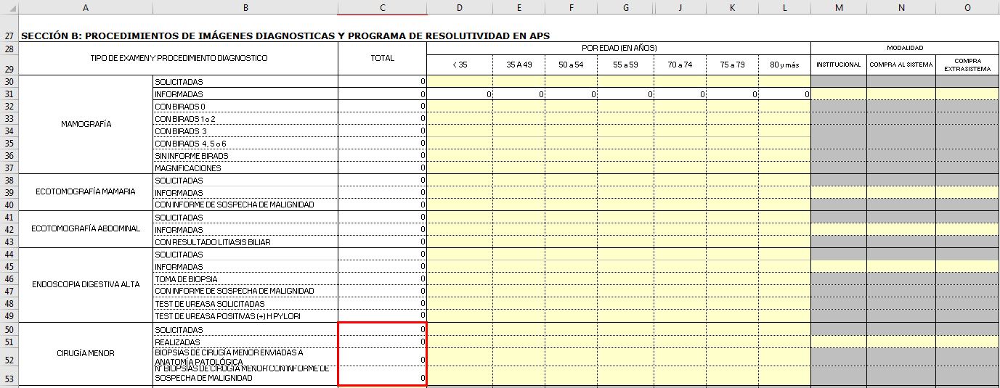 A B C D E F G J K L M N O
27 SECCIÓN B: PROCEDIMIENTOS DE IMÁGENES DIAGNOSTICAS Y PROGRAMA DE RESOLUTIVIDAD EN APS
28 TIPO DE EXAMEN Y PROCEDIMIENTO DIAGNOSTICO TOTAL POR EDAD (EN AÑOS) MODALIDAD
29 < 35 35 A 49 50 a 54 55 a 59 70 a 74 75 a 79 80 y más INSTITUCIONAL COMPRA AL SISTEMA COMPRA EXTRASISTEMA
30 SOLICITADAS 0
31 INFORMADAS 0 0 0 0 0 0 0 0
32 CON BIRADS 0 0
33 CON BIRADS 1 o 2 0
MAMOGRAFÍA
34 CON BIRADS 3 0
35 CON BIRADS 4, 5 o 6 0
36 SIN INFORME BIRADS 0
37 MAGNIFICACIONES 0
38 SOLICITADAS 0
39 ECOTOMOGRAFÍA MAMARIA INFORMADAS 0
40 CON INFORME DE SOSPECHA DE MALIGNIDAD 0
41 SOLICITADAS 0
42 ECOTOMOGRAFÍA ABDOMINAL INFORMADAS 0
43 CON RESULTADO LITIASIS BILIAR 0
44 SOLICITADAS 0
45 INFORMADAS 0
46 TOMA DE BIOPSIA 0
ENDOSCOPIA DIGESTIVA ALTA
47 CON INFORME DE SOSPECHA DE MALIGNIDAD 0
48 TEST DE UREASA SOLICITADAS 0
49 TEST DE UREASA POSITIVAS (+) H PYLORI 0
50 SOLICITADAS 0
51 REALIZADAS 0
CIRUGÍA MENOR
52 BIOPSIAS DE CIRUGÍA MENOR ENVIADAS A
ANATOMÍA PATOLÓGICA 0
N° BIOPSIAS DE CIRUGÍA MENOR CON INFORME DE
53 SOSPECHA DE MALIGNIDAD 0